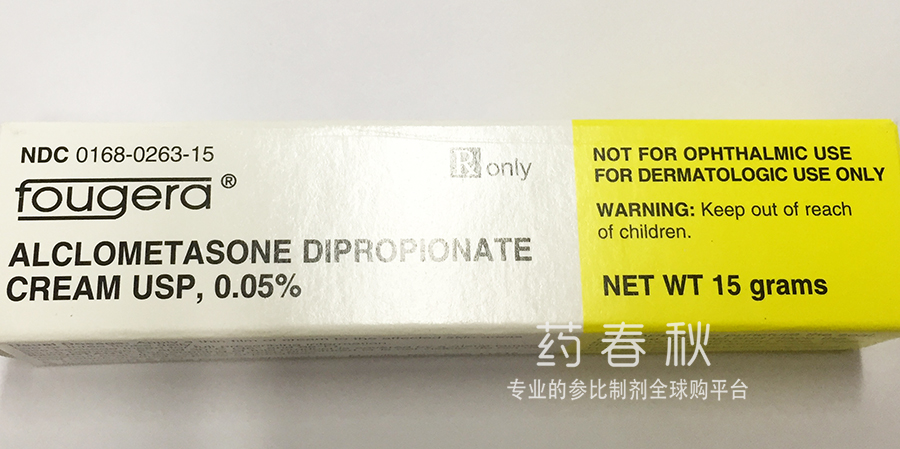 NDC 0168-0263-15
fougera®
℞ only
ALCLOMETASONE DIPROPIONATE
CREAM USP, 0.05%
NOT FOR OPHTHALMIC USE
FOR DERMATOLOGIC USE ONLY
WARNING: Keep out of reach
of children.
NET WT 15 grams
药春秋
专业的参比制剂全球购平台